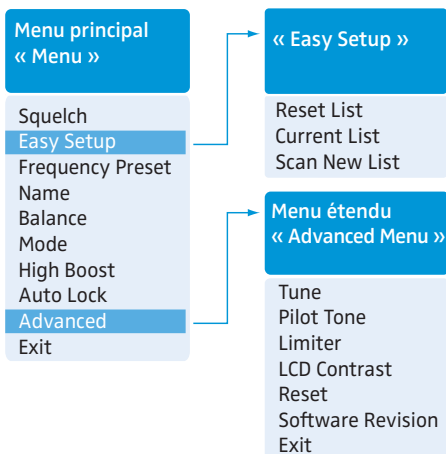 Menu principal
« Menu »
Squelch
Easy Setup
Frequency Preset
Name
Balance
Mode
High Boost
Auto Lock
Advanced
Exit
« Easy Setup »
Reset List
Current List
Scan New List
Menu étendu
« Advanced Menu »
Tune
Pilot Tone
Limiter
LCD Contrast
Reset
Software Revision
Exit